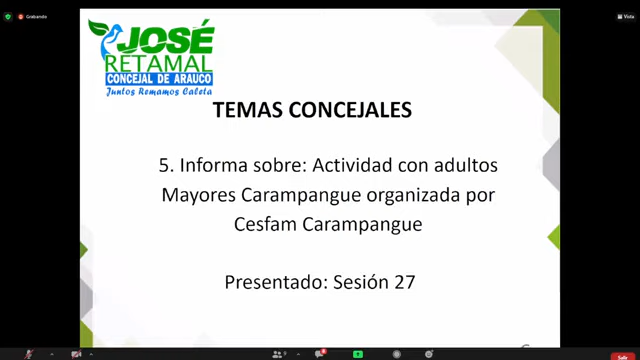 Grabando
Vista
JOSÉ
RETAMAL
CONCEJAL DE ARAUCO
Juntos Remamos Caleta
TEMAS CONCEJALES
5. Informa sobre: Actividad con adultos
Mayores Carampangue organizada por
Cesfam Carampangue
Presentado: Sesión 27
Salir